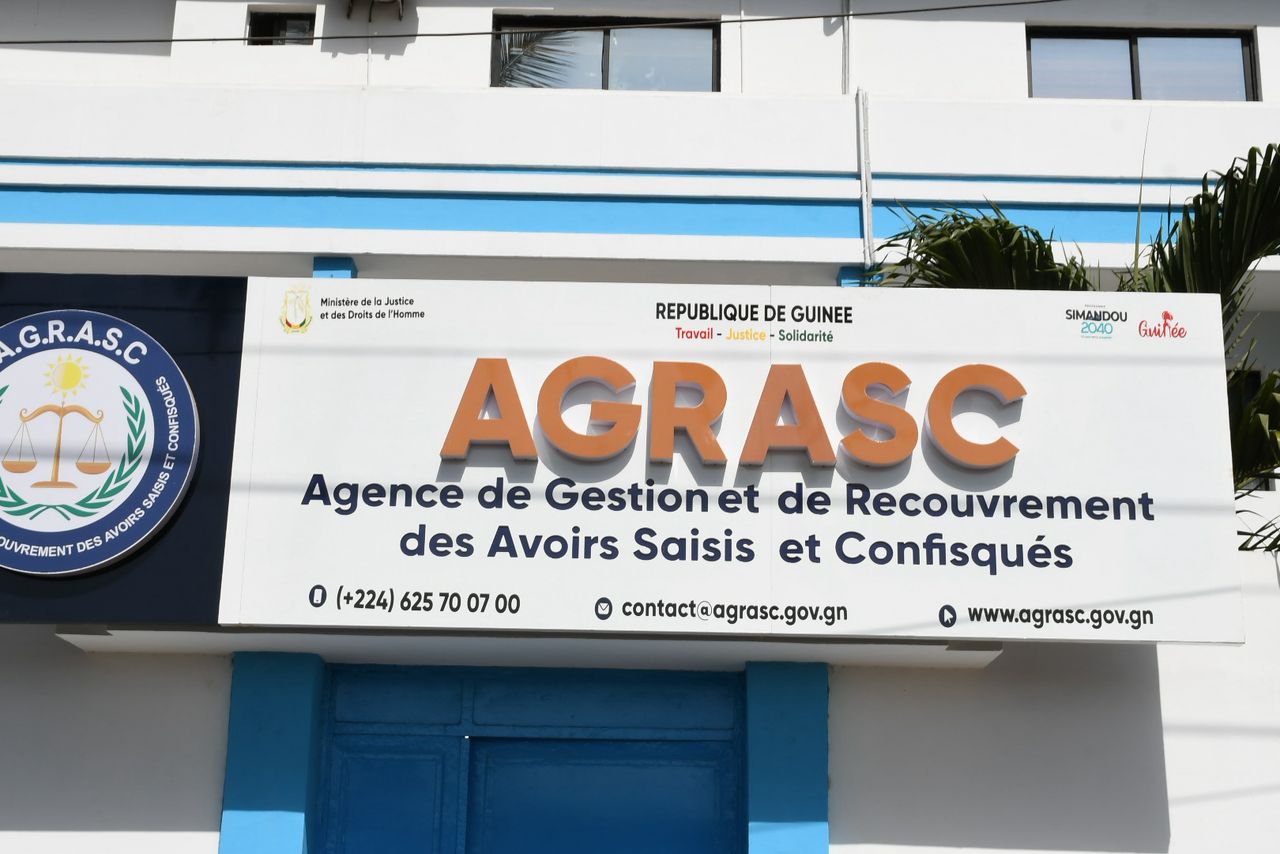 A.G.R.A.S.C
OUVREMENT DES AVOIRS SAISIS ET CONFISQUÉS
Ministère de la Justice
et des Droits de l'Homme
REPUBLIQUE DE GUINEE
Travail - Justice - Solidarité
SIMANDOU
2040
Guinée
AGRASC
Agence de Gestion et de Recouvrement
des Avoirs Saisis et Confisqués
(+224) 625 70 07 00
contact@agrasc.gov.gn
www.agrasc.gov.gn